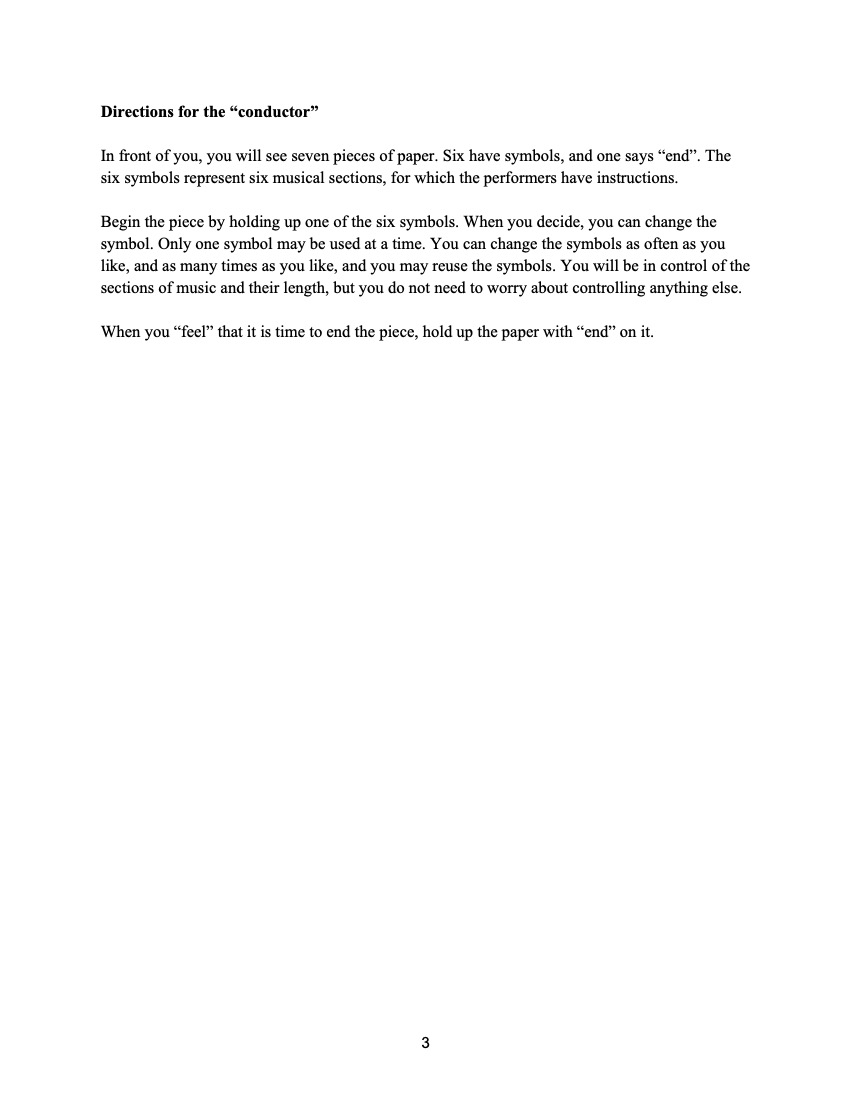 Directions for the “conductor”
In front of you, you will see seven pieces of paper. Six have symbols, and one says “end”. The
six symbols represent six musical sections, for which the performers have instructions.
Begin the piece by holding up one of the six symbols. When you decide, you can change the
symbol. Only one symbol may be used at a time. You can change the symbols as often as you
like, and as many times as you like, and you may reuse the symbols. You will be in control of the
sections of music and their length, but you do not need to worry about controlling anything else.
When you “feel” that it is time to end the piece, hold up the paper with “end” on it.
3